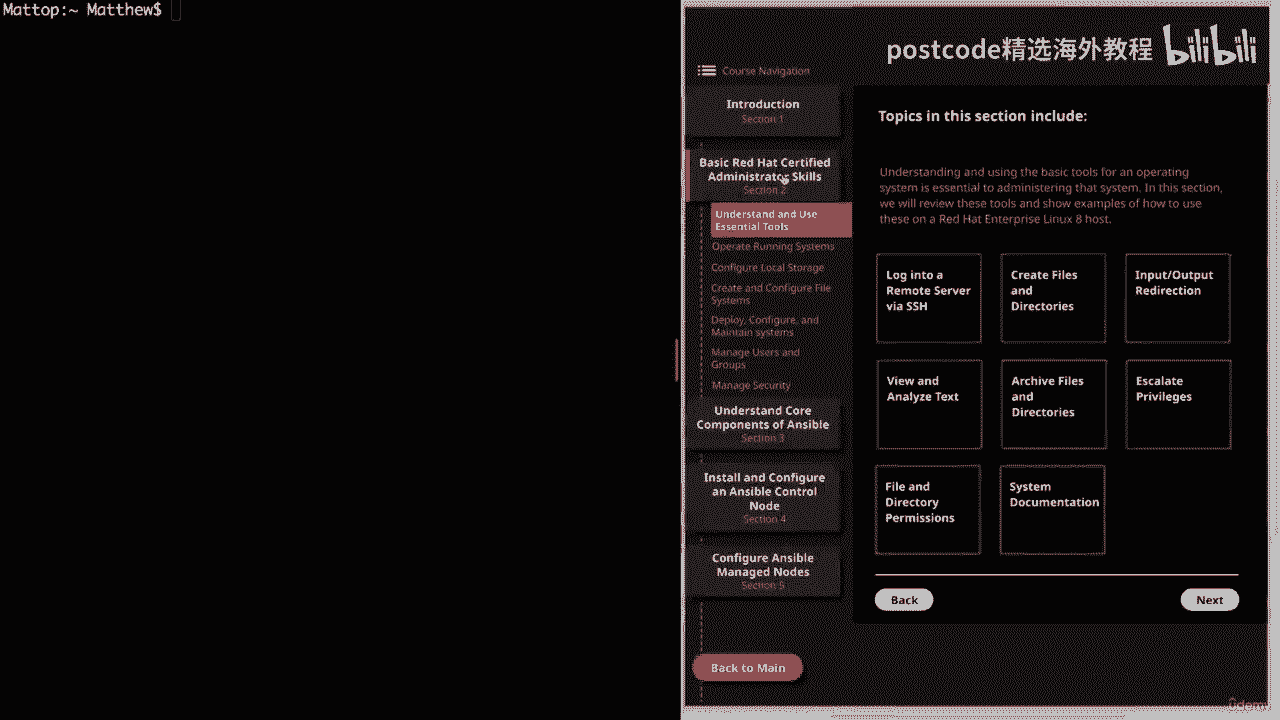 Mattop:~ Matthew$
postcode精选海外教程 bilibili
Course Navigation
Introduction
Section 1
Basic Red Hat Certified
Administrator Skills
Section 2
Understand and Use
Essential Tools
Operate Running Systems
Configure Local Storage
Create and Configure File
Systems
Deploy, Configure, and
Maintain systems
Manage Users and
Groups
Manage Security
Understand Core
Components of Ansible
Section 3
Install and Configure
an Ansible Control
Node
Section 4
Configure Ansible
Managed Nodes
Section 5
Back to Main
Topics in this section include:
Understanding and using the basic tools for an operating
system is essential to administering that system. In this section,
we will review these tools and show examples of how to use
these on a Red Hat Enterprise Linux 8 host.
Log into a
Remote Server
via SSH
Create Files
and
Directories
Input/Output
Redirection
View and
Analyze Text
Archive Files
and
Directories
Escalate
Privileges
File and
Directory
Permissions
System
Documentation
Back
Next
Udemy